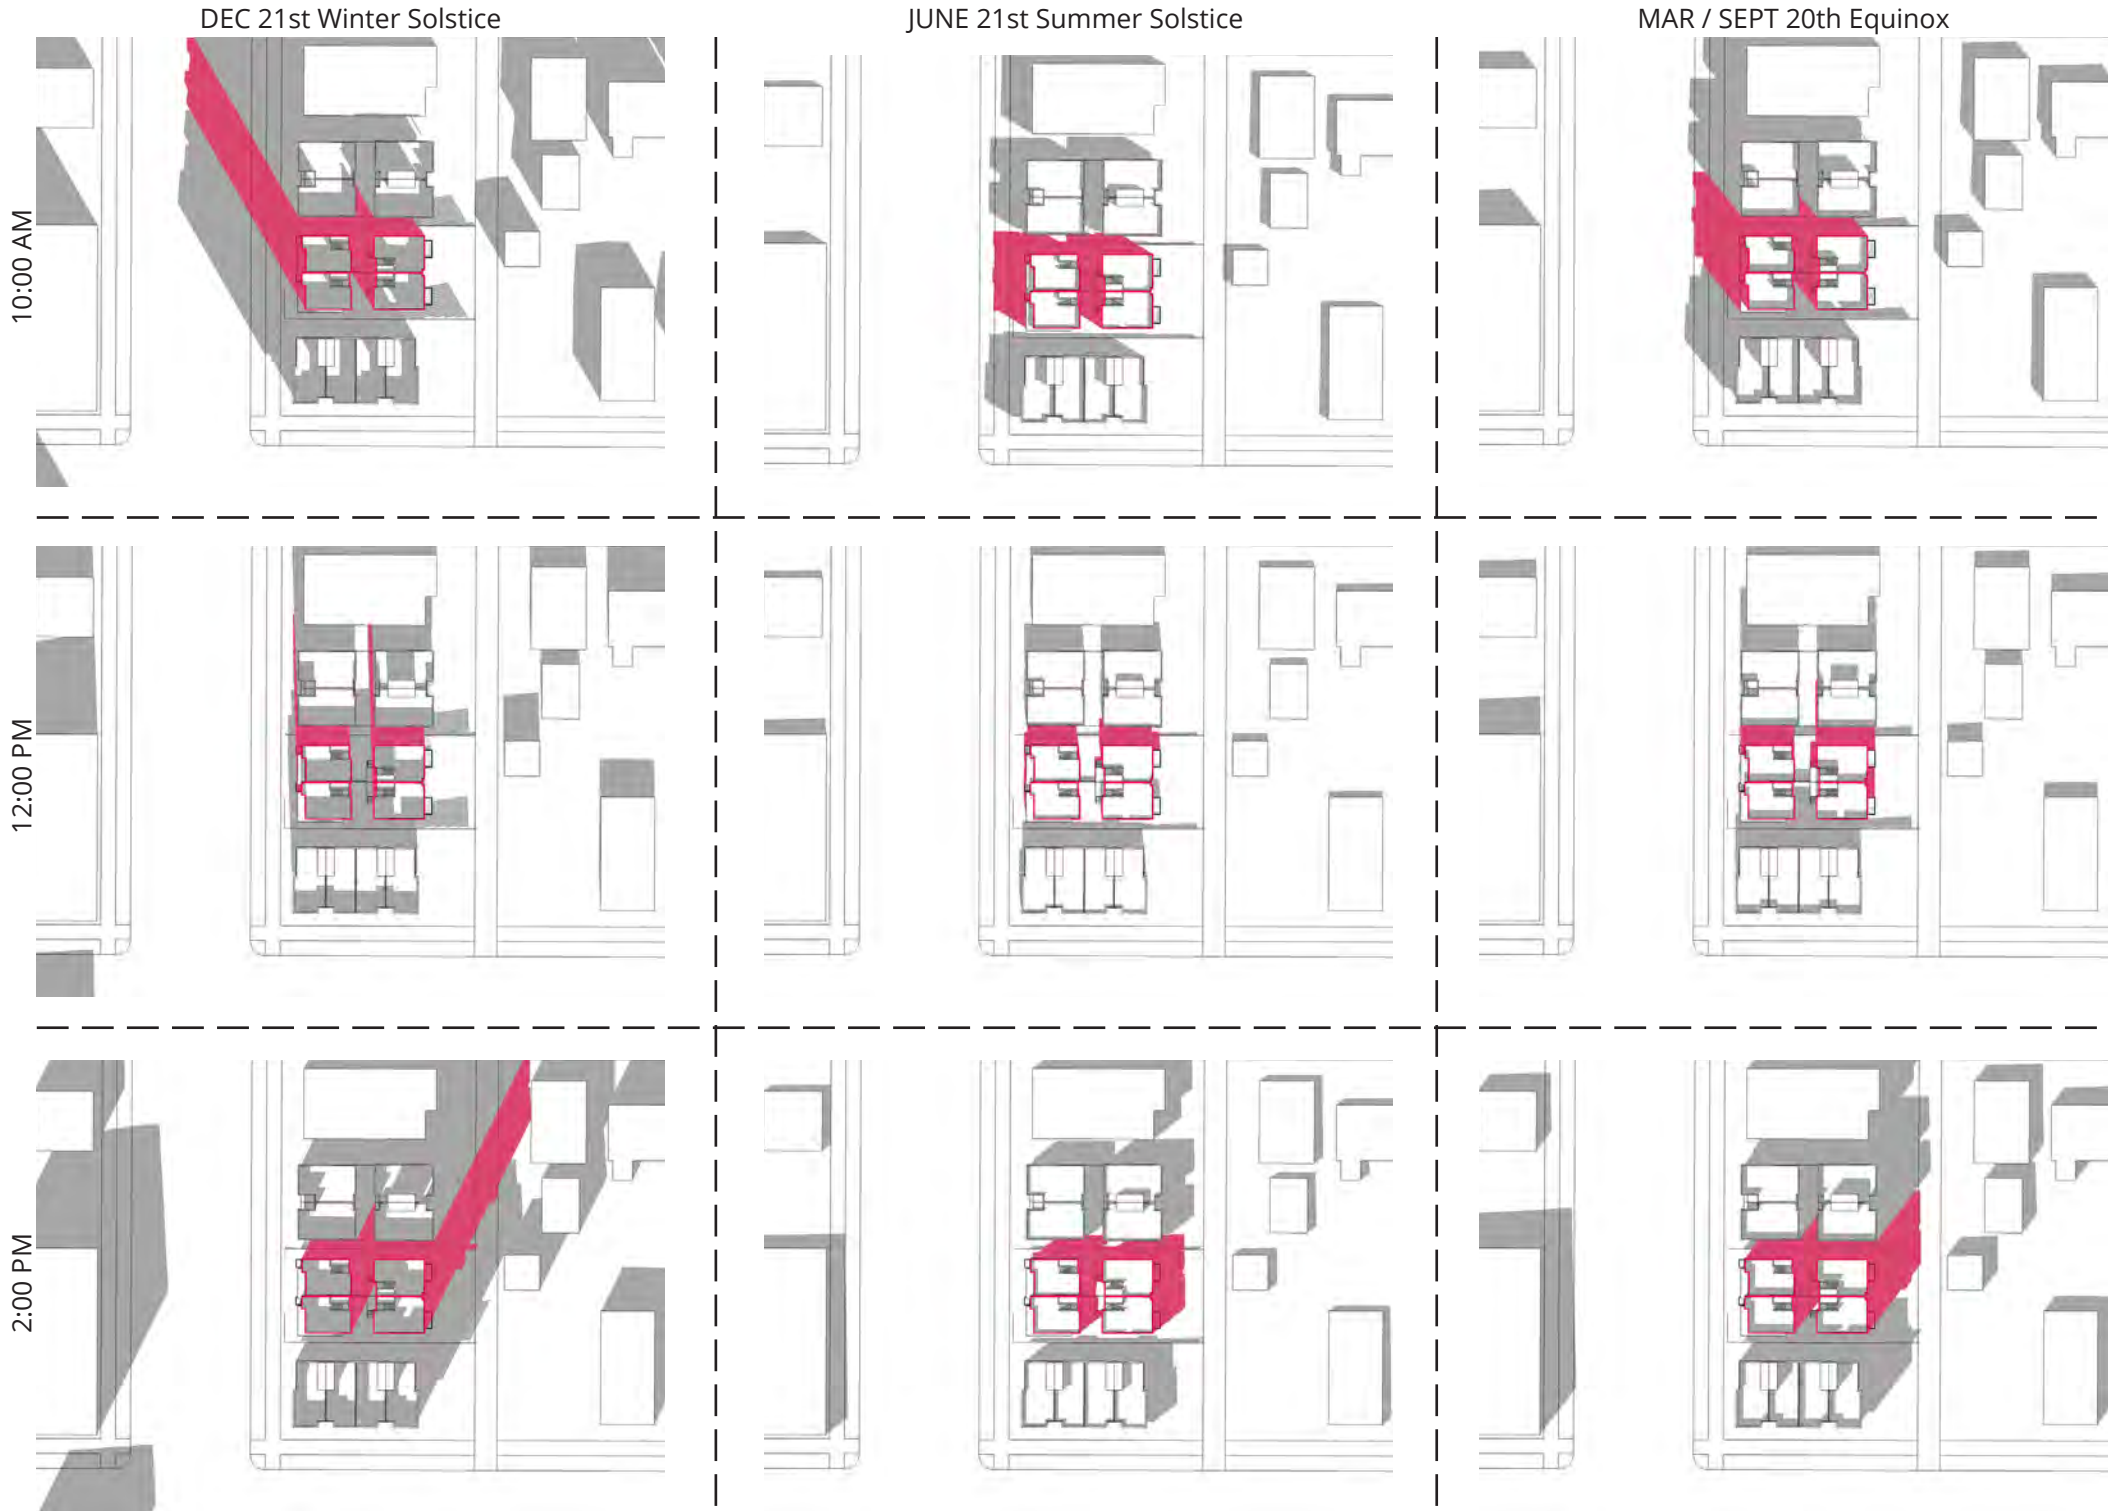 DEC 21st Winter Solstice
JUNE 21st Summer Solstice
MAR / SEPT 20th Equinox
10:00 AM
12:00 PM
2:00 PM